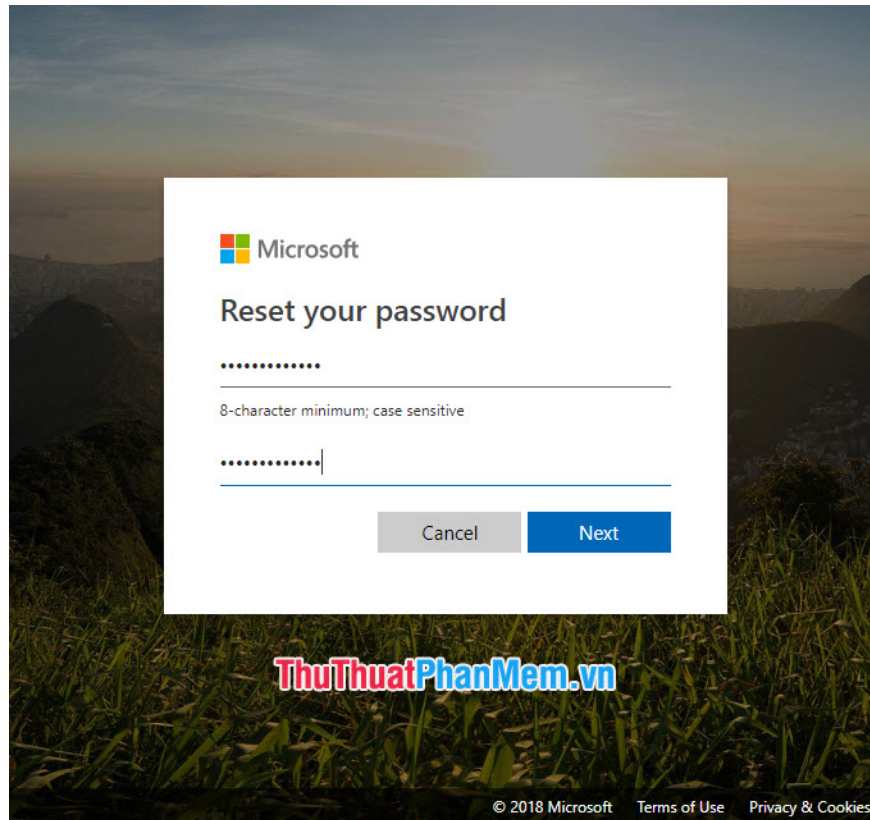 Microsoft
Reset your password
•••••••••••••
8-character minimum; case sensitive
•••••••••••••
Cancel Next
ThuThuatPhanMem.vn
© 2018 Microsoft Terms of Use Privacy & Cookies